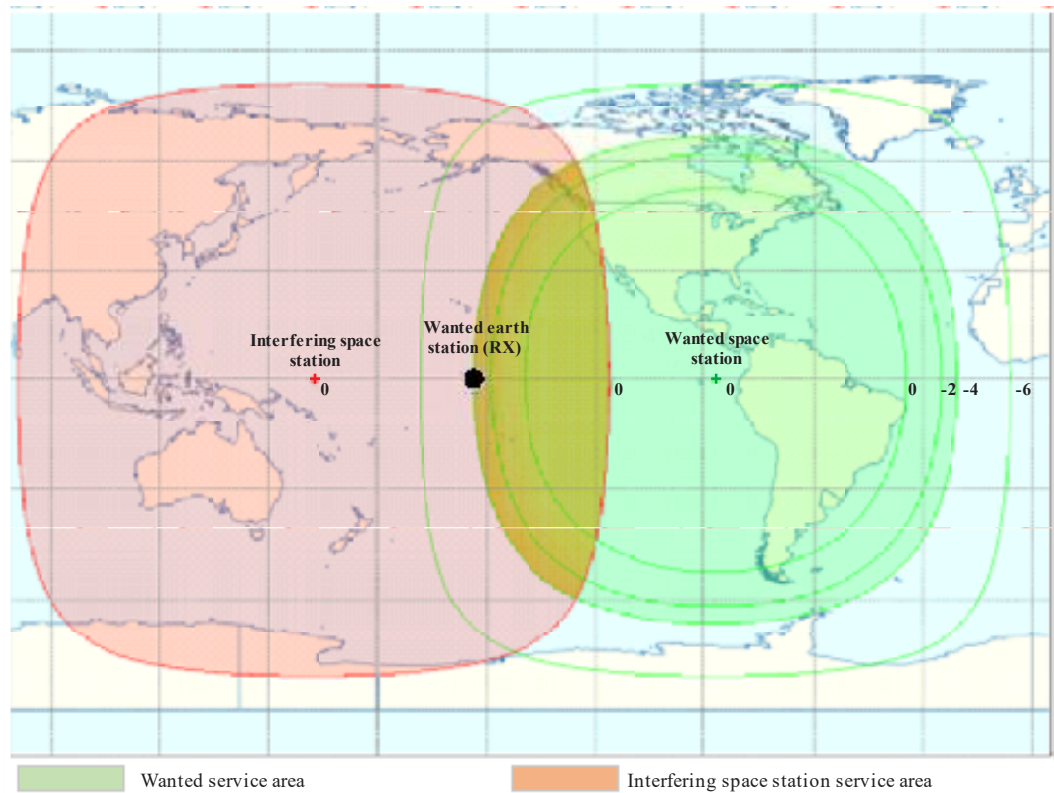 Wanted earth
station (RX)
Interfering space
station
Wanted space
station
0
0
0
0
-2
-4
-6
Wanted service area
Interfering space station service area